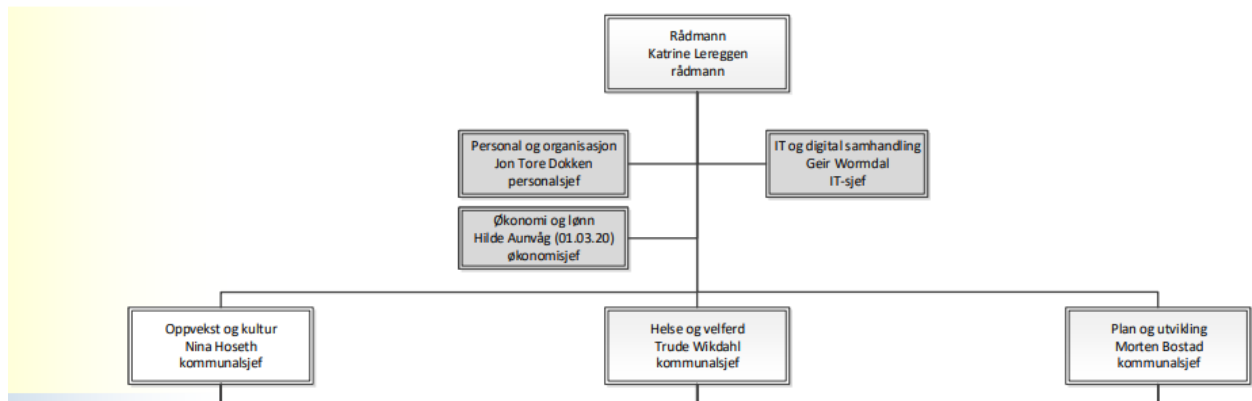 Rådmann
Katrine Lereggen
rådmann
Personal og organisasjon
Jon Tore Dokken
personalsjef
IT og digital samhandling
Geir Wormdal
IT-sjef
Økonomi og lønn
Hilde Aunvåg (01.03.20)
økonomisjef
Oppvekst og kultur
Nina Hoseth
kommunalsjef
Helse og velferd
Trude Wikdahl
kommunalsjef
Plan og utvikling
Morten Bostad
kommunalsjef